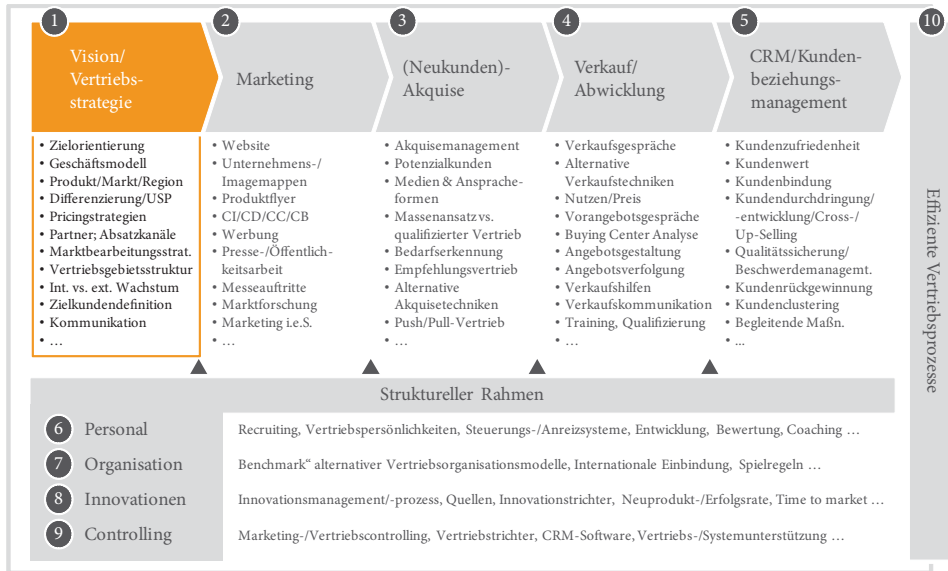 1
Vision/
Vertriebs-
strategie
2
Marketing
3
(Neukunden)-
Akquise
4
Verkauf/
Abwicklung
5
CRM/Kunden-
beziehungs-
management
10
Effiziente Vertriebsprozesse
• Zielorientierung
• Geschäftsmodell
• Produkt/Markt/Region
• Differenzierung/USP
• Pricingstrategien
• Partner; Absatzkanäle
• Marktbearbeitungsstrat.
• Vertriebsgebietsstruktur
• Int. vs. ext. Wachstum
• Zielkundendefinition
• Kommunikation
• …
• Website
• Unternehmens-/
Imagemappen
• Produktflyer
• CI/CD/CC/CB
• Werbung
• Presse-/Öffentlich-
keitsarbeit
• Messeauftritte
• Marktforschung
• Marketing i.e.S.
• …
• Akquisemanagement
• Potenzialkunden
• Medien & Ansprache-
formen
• Massenansatz vs.
qualifizierter Vertrieb
• Bedarfserkennung
• Empfehlungsvertrieb
• Alternative
Akquisetechniken
• Push/Pull-Vertrieb
• …
• Verkaufsgespräche
• Alternative
Verkaufstechniken
• Nutzen/Preis
• Vorangebotsgespräche
• Buying Center Analyse
• Angebotsgestaltung
• Angebotsverfolgung
• Verkaufshilfen
• Verkaufskommunikation
• Training, Qualifizierung
• …
• Kundenzufriedenheit
• Kundenwert
• Kundenbindung
• Kundendurchdringung/
-entwicklung/Cross-/
Up-Selling
• Qualitätssicherung/
Beschwerdemanagemt.
• Kundenrückgewinnung
• Kundenclustering
• Begleitende Maßn.
• ...
Struktureller Rahmen
6 Personal
Recruiting, Vertriebspersönlichkeiten, Steuerungs-/Anreizsysteme, Entwicklung, Bewertung, Coaching …
7 Organisation
Benchmark“ alternativer Vertriebsorganisationsmodelle, Internationale Einbindung, Spielregeln …
8 Innovationen
Innovationsmanagement/-prozess, Quellen, Innovationstrichter, Neuprodukt-/Erfolgsrate, Time to market …
9 Controlling
Marketing-/Vertriebscontrolling, Vertriebstrichter, CRM-Software, Vertriebs-/Systemunterstützung …